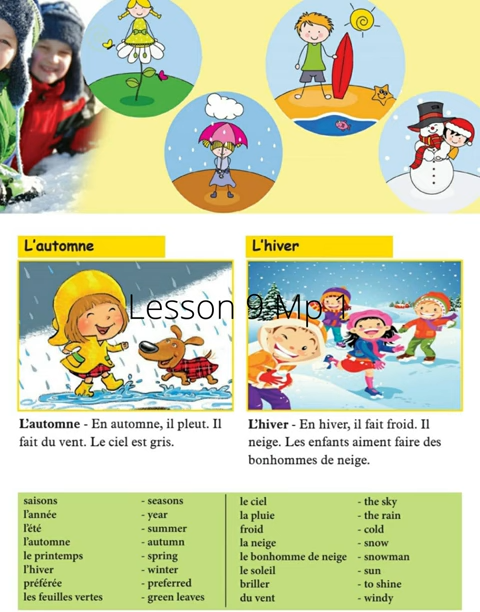 L'automne
L'hiver
Lesson 9 Mp 1
L'automne - En automne, il pleut. Il
fait du vent. Le ciel est gris.
L'hiver - En hiver, il fait froid. Il
neige. Les enfants aiment faire des
bonhommes de neige.
saisons - seasons
l'année - year
l'été - summer
l'automne - autumn
le printemps - spring
l'hiver - winter
préférée - preferred
les feuilles vertes - green leaves
le ciel - the sky
la pluie - the rain
froid - cold
la neige - snow
le bonhomme de neige - snowman
le soleil - sun
briller - to shine
du vent - windy